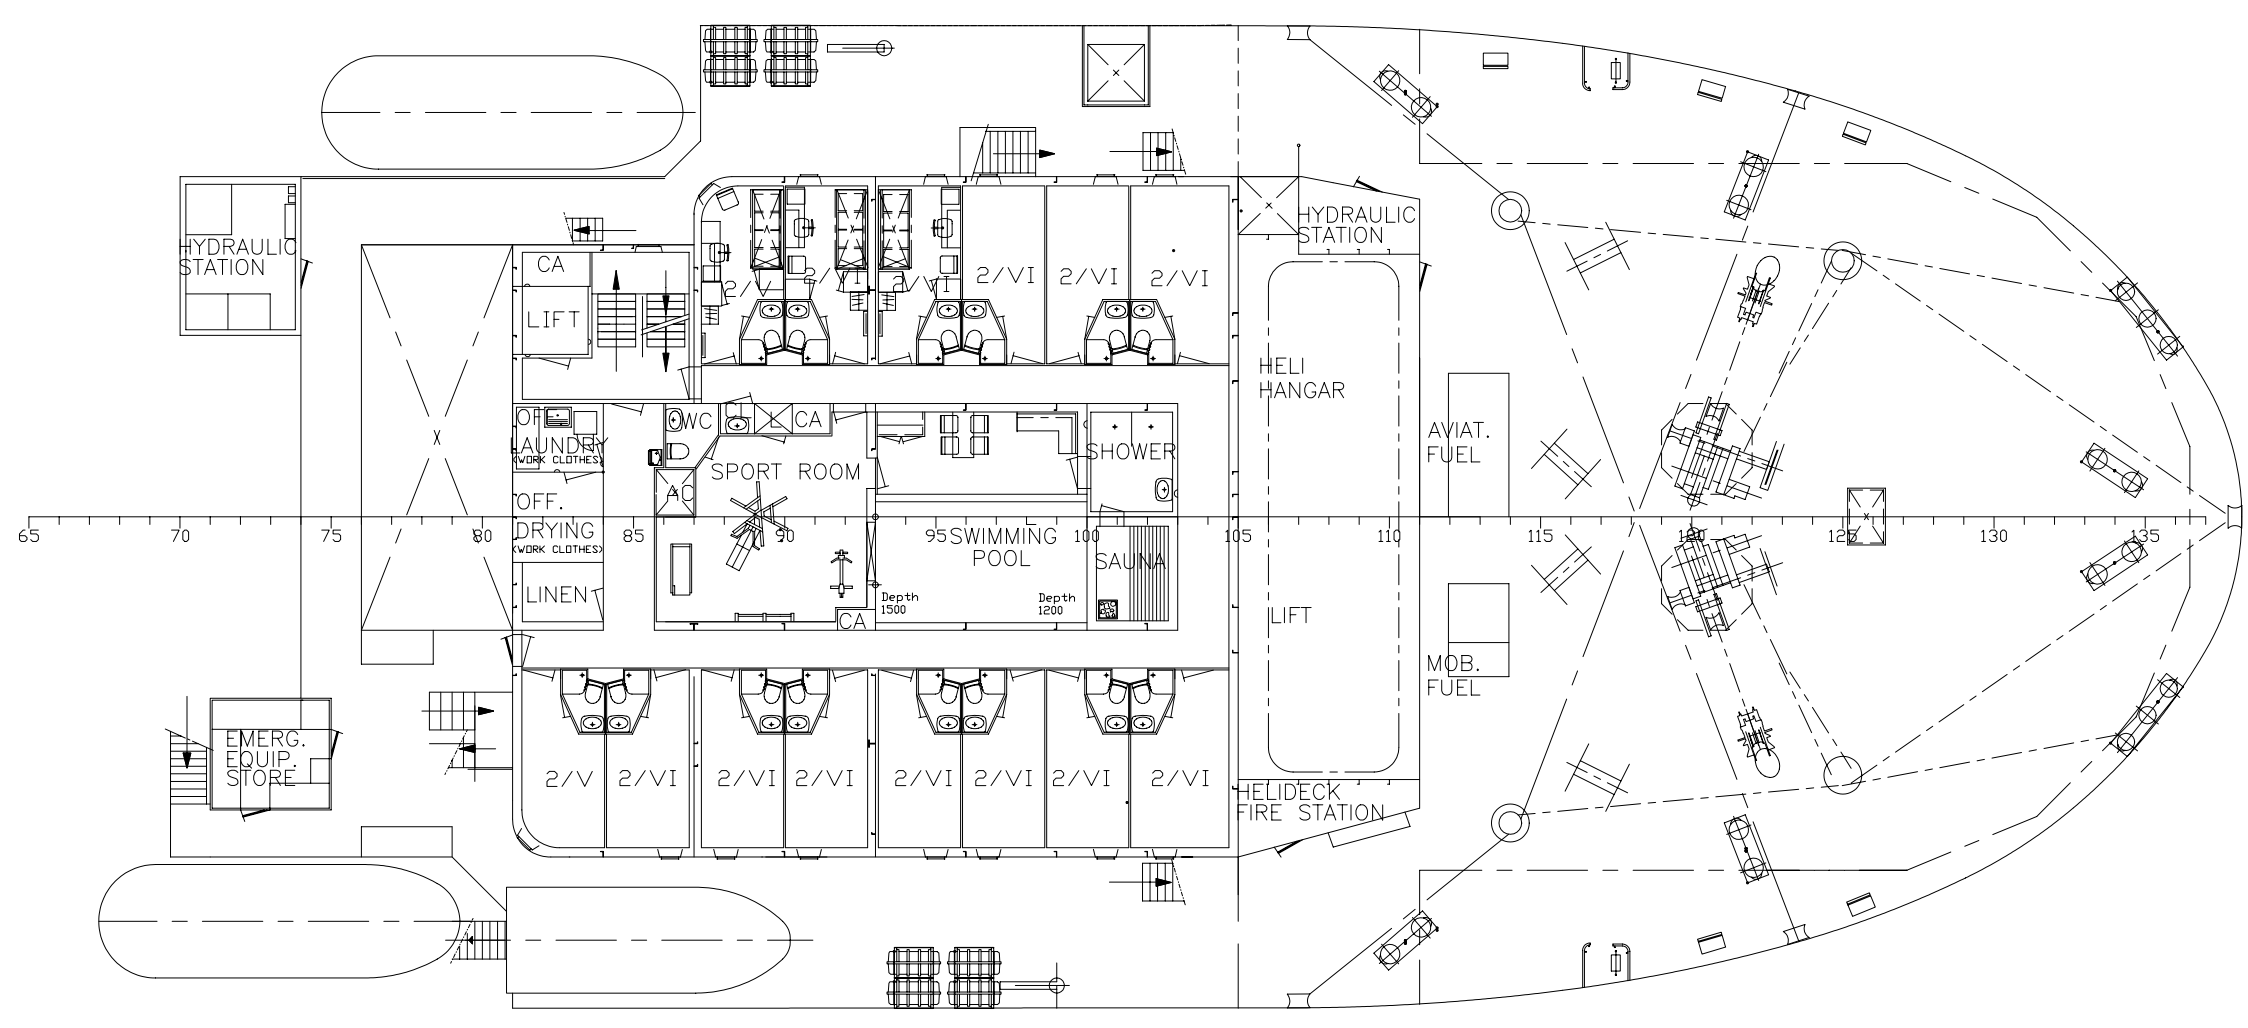 HYDRAULIC
STATION
HYDRAULIC
STATION
CA
LIFT
2/VI
2/VI
2/VI
2/VI
2/VI
HELI
HANGAR
OFF.
LAUNDRY
(WORK CLOTHES)
WC
CA
SPORT ROOM
AC
SHOWER
AVIAT.
FUEL
OFF.
DRYING
(WORK CLOTHES)
65
70
75
80
85
90
95
100
105
110
115
120
125
130
135
SWIMMING
POOL
SAUNA
LINEN
Depth
1500
Depth
1200
CA
LIFT
MOB.
FUEL
EMERG.
EQUIP.
STORE
2/V
2/VI
2/VI
2/VI
2/VI
2/VI
2/VI
2/VI
HELIDECK
FIRE STATION